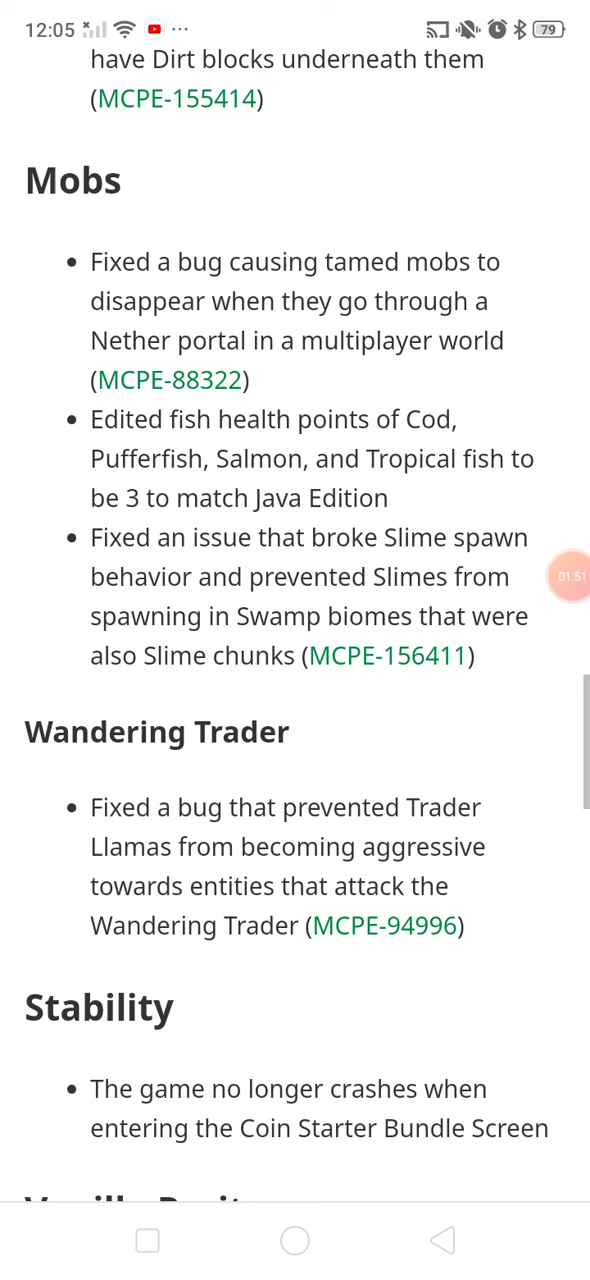 12:05
79
have Dirt blocks underneath them
(MCPE-155414)
Mobs
Fixed a bug causing tamed mobs to
disappear when they go through a
Nether portal in a multiplayer world
(MCPE-88322)
Edited fish health points of Cod,
Pufferfish, Salmon, and Tropical fish to
be 3 to match Java Edition
Fixed an issue that broke Slime spawn
behavior and prevented Slimes from
01:51
spawning in Swamp biomes that were
also Slime chunks (MCPE-156411)
Wandering Trader
Fixed a bug that prevented Trader
Llamas from becoming aggressive
towards entities that attack the
Wandering Trader (MCPE-94996)
Stability
The game no longer crashes when
entering the Coin Starter Bundle Screen